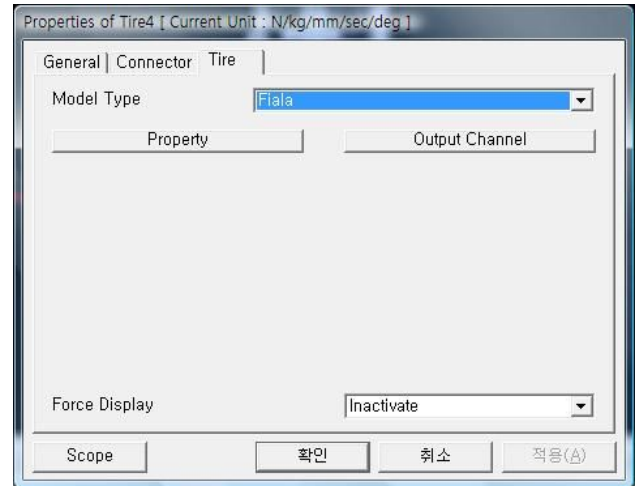 Properties of Tire4 [ Current Unit : N/kg/mm/sec/deg ]
General Connector Tire
Model Type Fiala
Property Output Channel
Force Display Inactivate
Scope 확인 취소 적용(A)